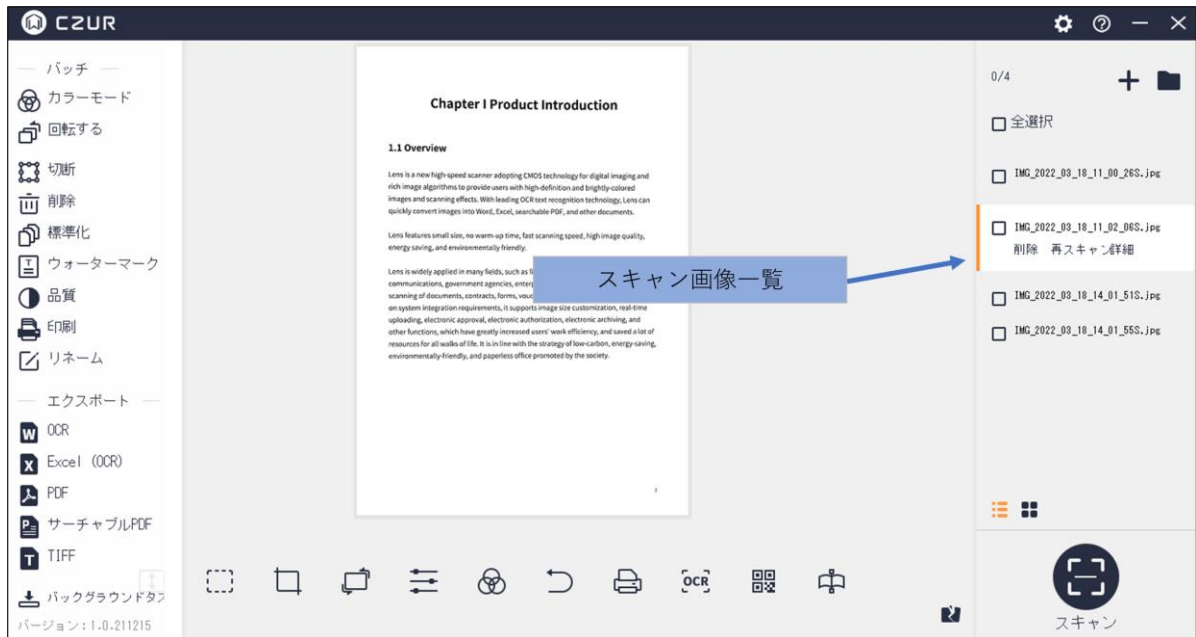 CZUR
バッチ
カラーモード
回転する
切断
削除
標準化
ウォーターマーク
品質
印刷
リネーム
エクスポート
OCR
Excel (OCR)
PDF
サーチャブルPDF
TIFF
バックグラウンドタス
バージョン:1.0.211215
Chapter I Product Introduction
1.1 Overview
Lens is a new high-speed scanner adopting CMOS technology for digital imaging and
rich image algorithms to provide users with high-definition and brightly-colored
images and scanning effects. With leading OCR text recognition technology, Lens can
quickly convert images into Word, Excel, searchable PDF, and other documents.
Lens features small size, no warm-up time, fast scanning speed, high image quality,
energy saving, and environmentally friendly.
Lens is widely applied in many fields, such as
communications, government agencies,
scanning of documents, contracts, forms,
on system integration requirements, it supports image size customization, real-time
uploading, electronic approval, electronic authorization, electronic archiving, and
other functions, which have greatly increased users' work efficiency, and saved a lot of
resources for all walks of life. It is in line with the strategy of low-carbon, energy-saving,
environmentally-friendly, and paperless office promoted by the society.
スキャン画像一覧
OCR
0/4
全選択
IMG_2022_03_18_11_00_26S.jpg
IMG_2022_03_18_11_02_06S.jpg
削除 再スキャン詳細
IMG_2022_03_18_14_01_51S.jpg
IMG_2022_03_18_14_01_55S.jpg
スキャン